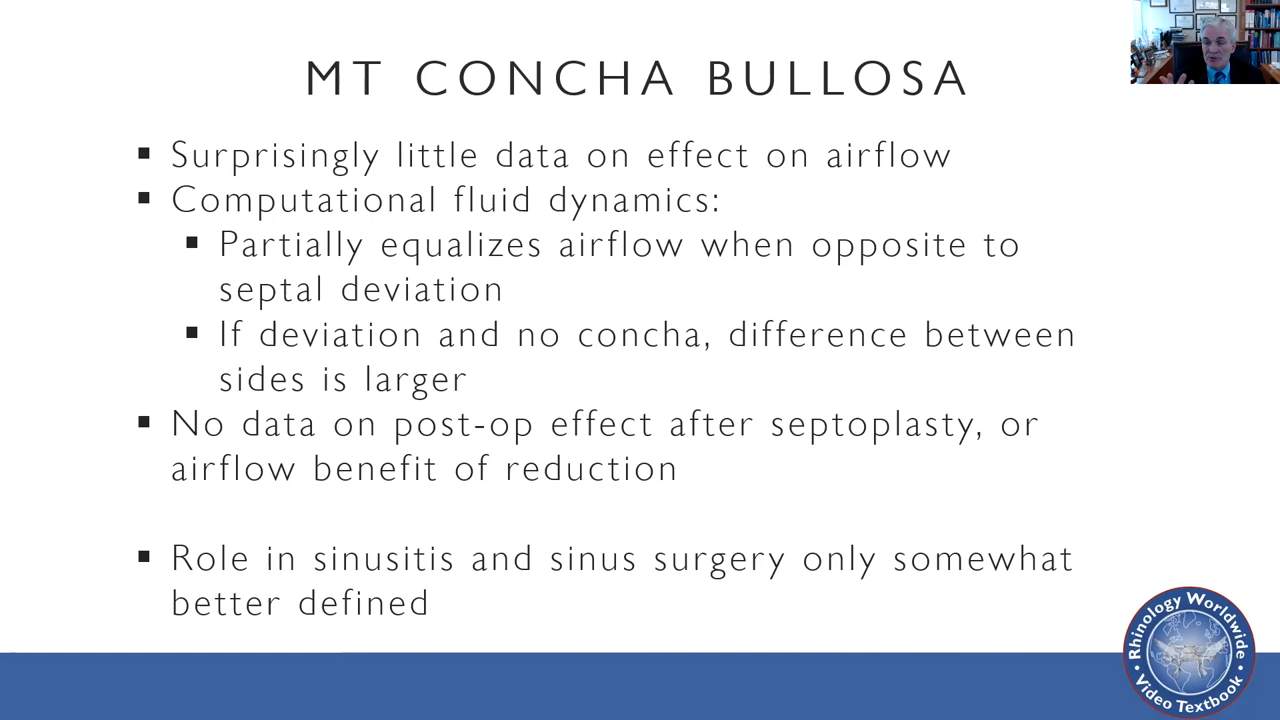 MT CONCHA BULLOSA
▪ Surprisingly little data on effect on airflow
▪ Computational fluid dynamics:
▪ Partially equalizes airflow when opposite to
septal deviation
▪ If deviation and no concha, difference between
sides is larger
▪ No data on post-op effect after septoplasty, or
airflow benefit of reduction
▪ Role in sinusitis and sinus surgery only somewhat
better defined
Rhinology Worldwide
• Video Textbook •